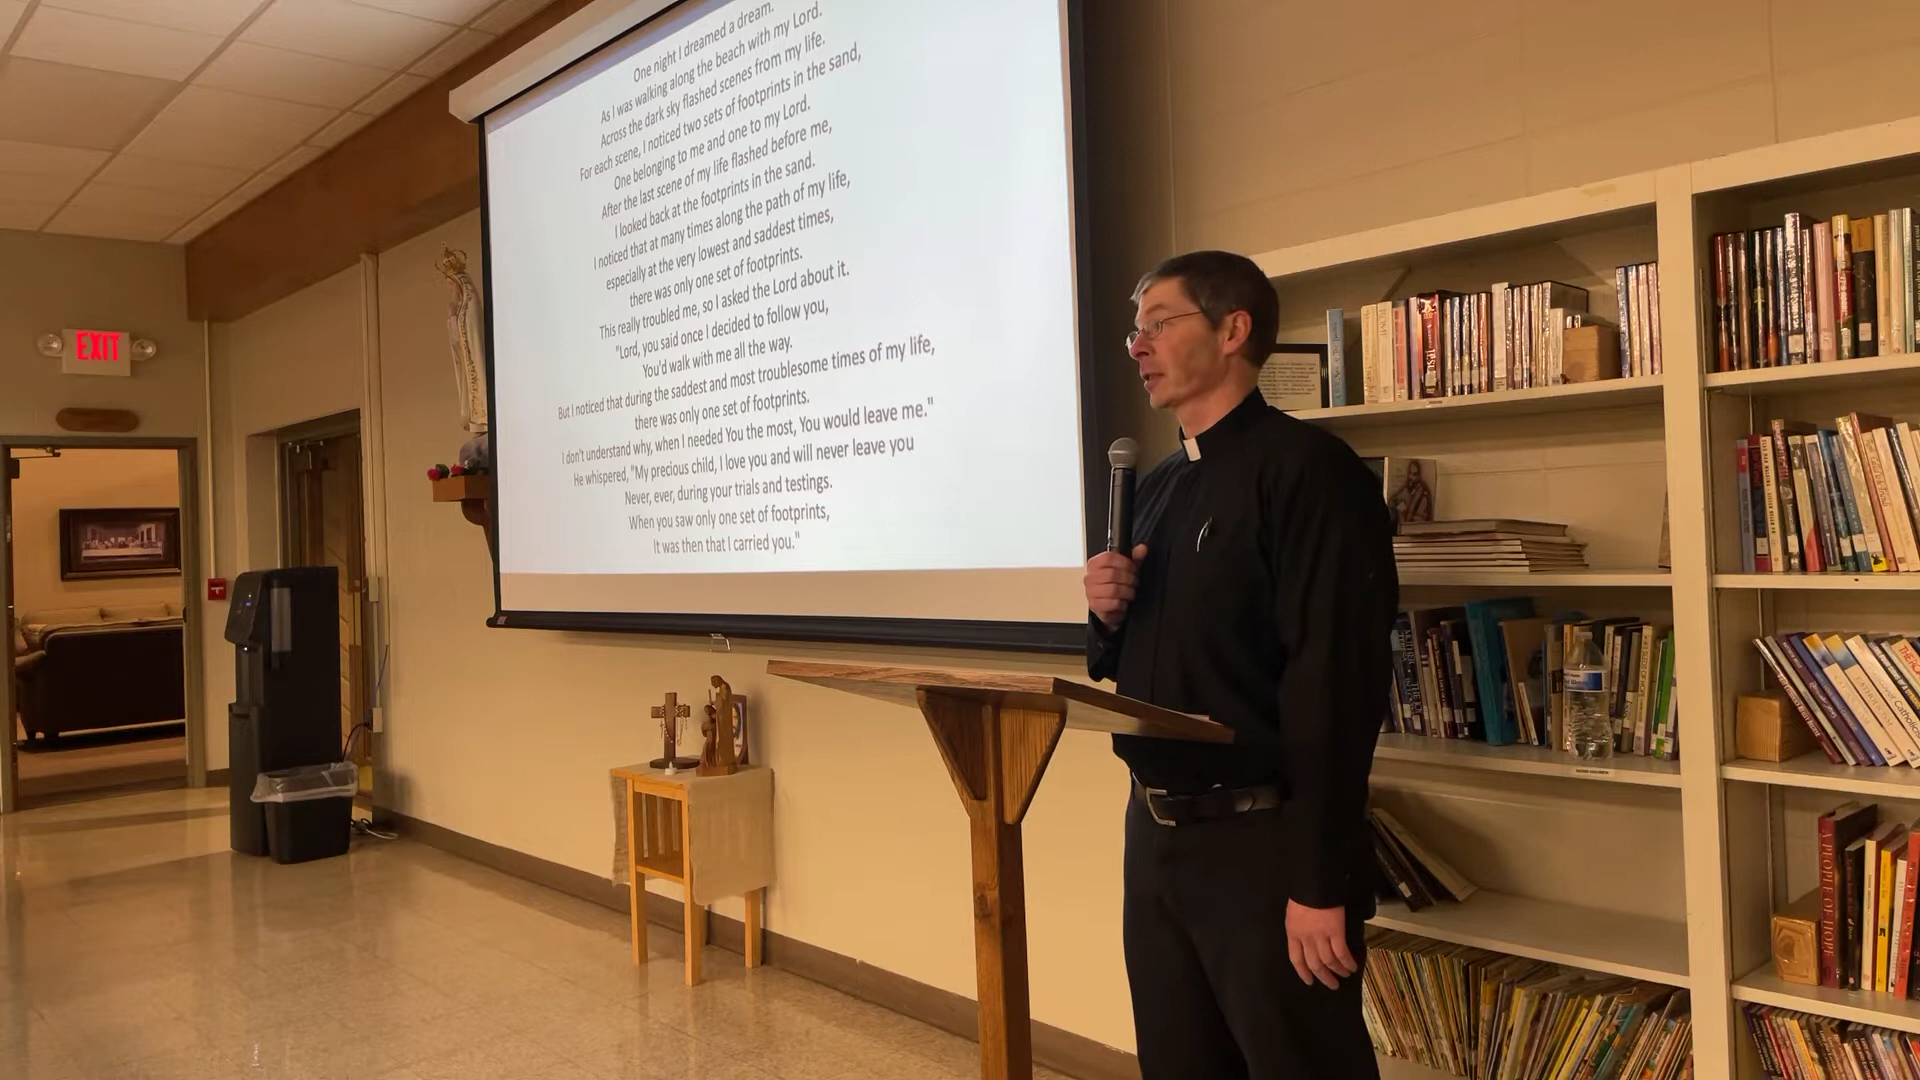 One night I dreamed a dream.
As I was walking along the beach with my Lord.
Across the dark sky flashed scenes from my life.
For each scene, I noticed two sets of footprints in the sand,
One belonging to me and one to my Lord.
After the last scene of my life flashed before me,
I looked back at the footprints in the sand.
I noticed that at many times along the path of my life,
especially at the very lowest and saddest times,
there was only one set of footprints.
This really troubled me, so I asked the Lord about it.
"Lord, you said once I decided to follow you,
You'd walk with me all the way.
But I noticed that during the saddest and most troublesome times of my life,
there was only one set of footprints.
I don't understand why, when I needed You the most, You would leave me."
He whispered, "My precious child, I love you and will never leave you
Never, ever, during your trials and testings.
When you saw only one set of footprints,
It was then that I carried you."
EXIT
A PEOPLE OF HOPE